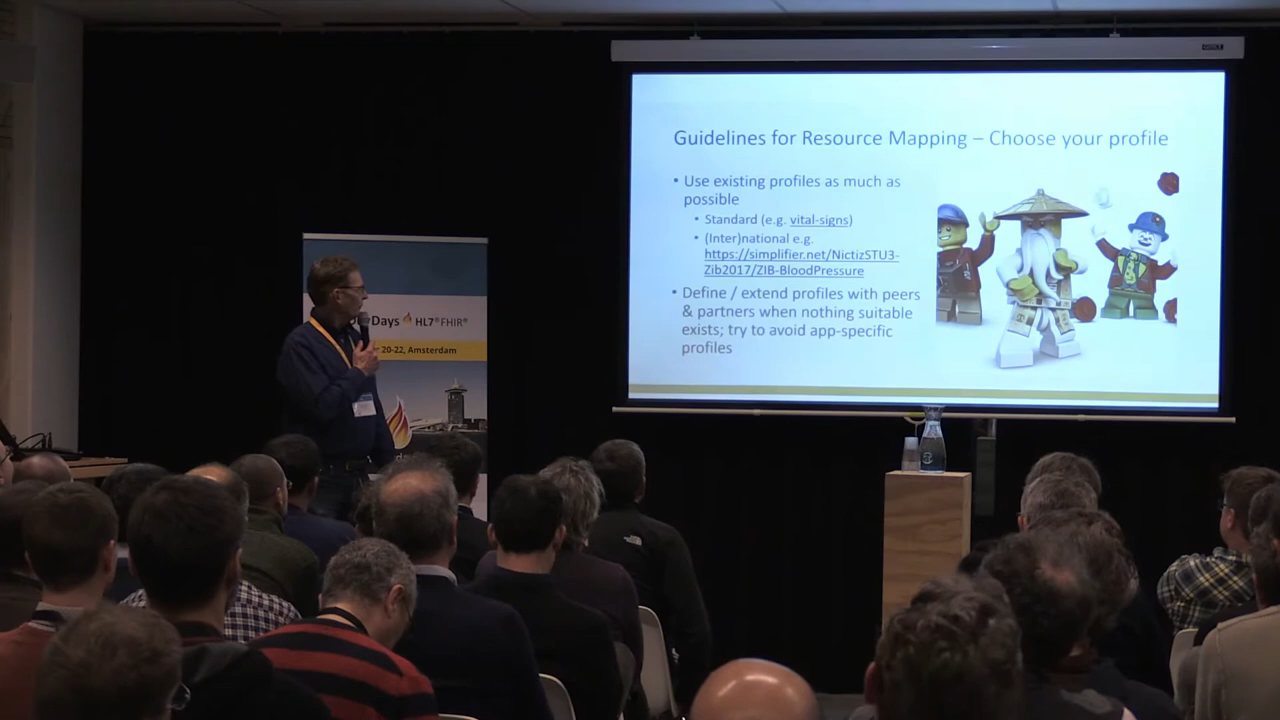 Guidelines for Resource Mapping – Choose your profile
• Use existing profiles as much as
possible
• Standard (e.g. vital-signs)
• (Inter)national e.g.
https://simplifier.net/NictizSTU3-
Zib2017/ZIB-BloodPressure
• Define / extend profiles with peers
& partners when nothing suitable
exists; try to avoid app-specific
profiles
Days HL7® FHIR®
20-22, Amsterdam